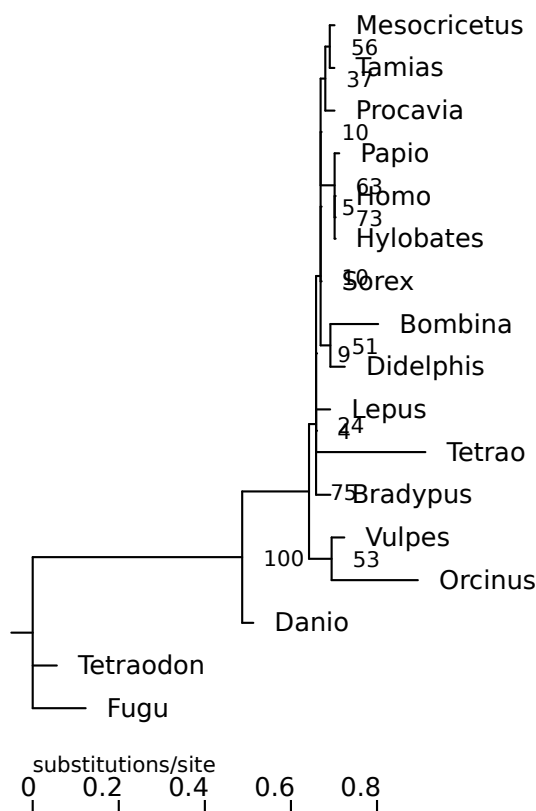 Mesocricetus
56
Tamias
37
Procavia
10
Papio
63
Homo
5
73
Hylobates
10
Sorex
Bombina
51
9
Didelphis
Lepus
24
4
Tetrao
75
Bradypus
Vulpes
100
53
Orcinus
Danio
Tetraodon
Fugu
substitutions/site
0 0.2 0.4 0.6 0.8